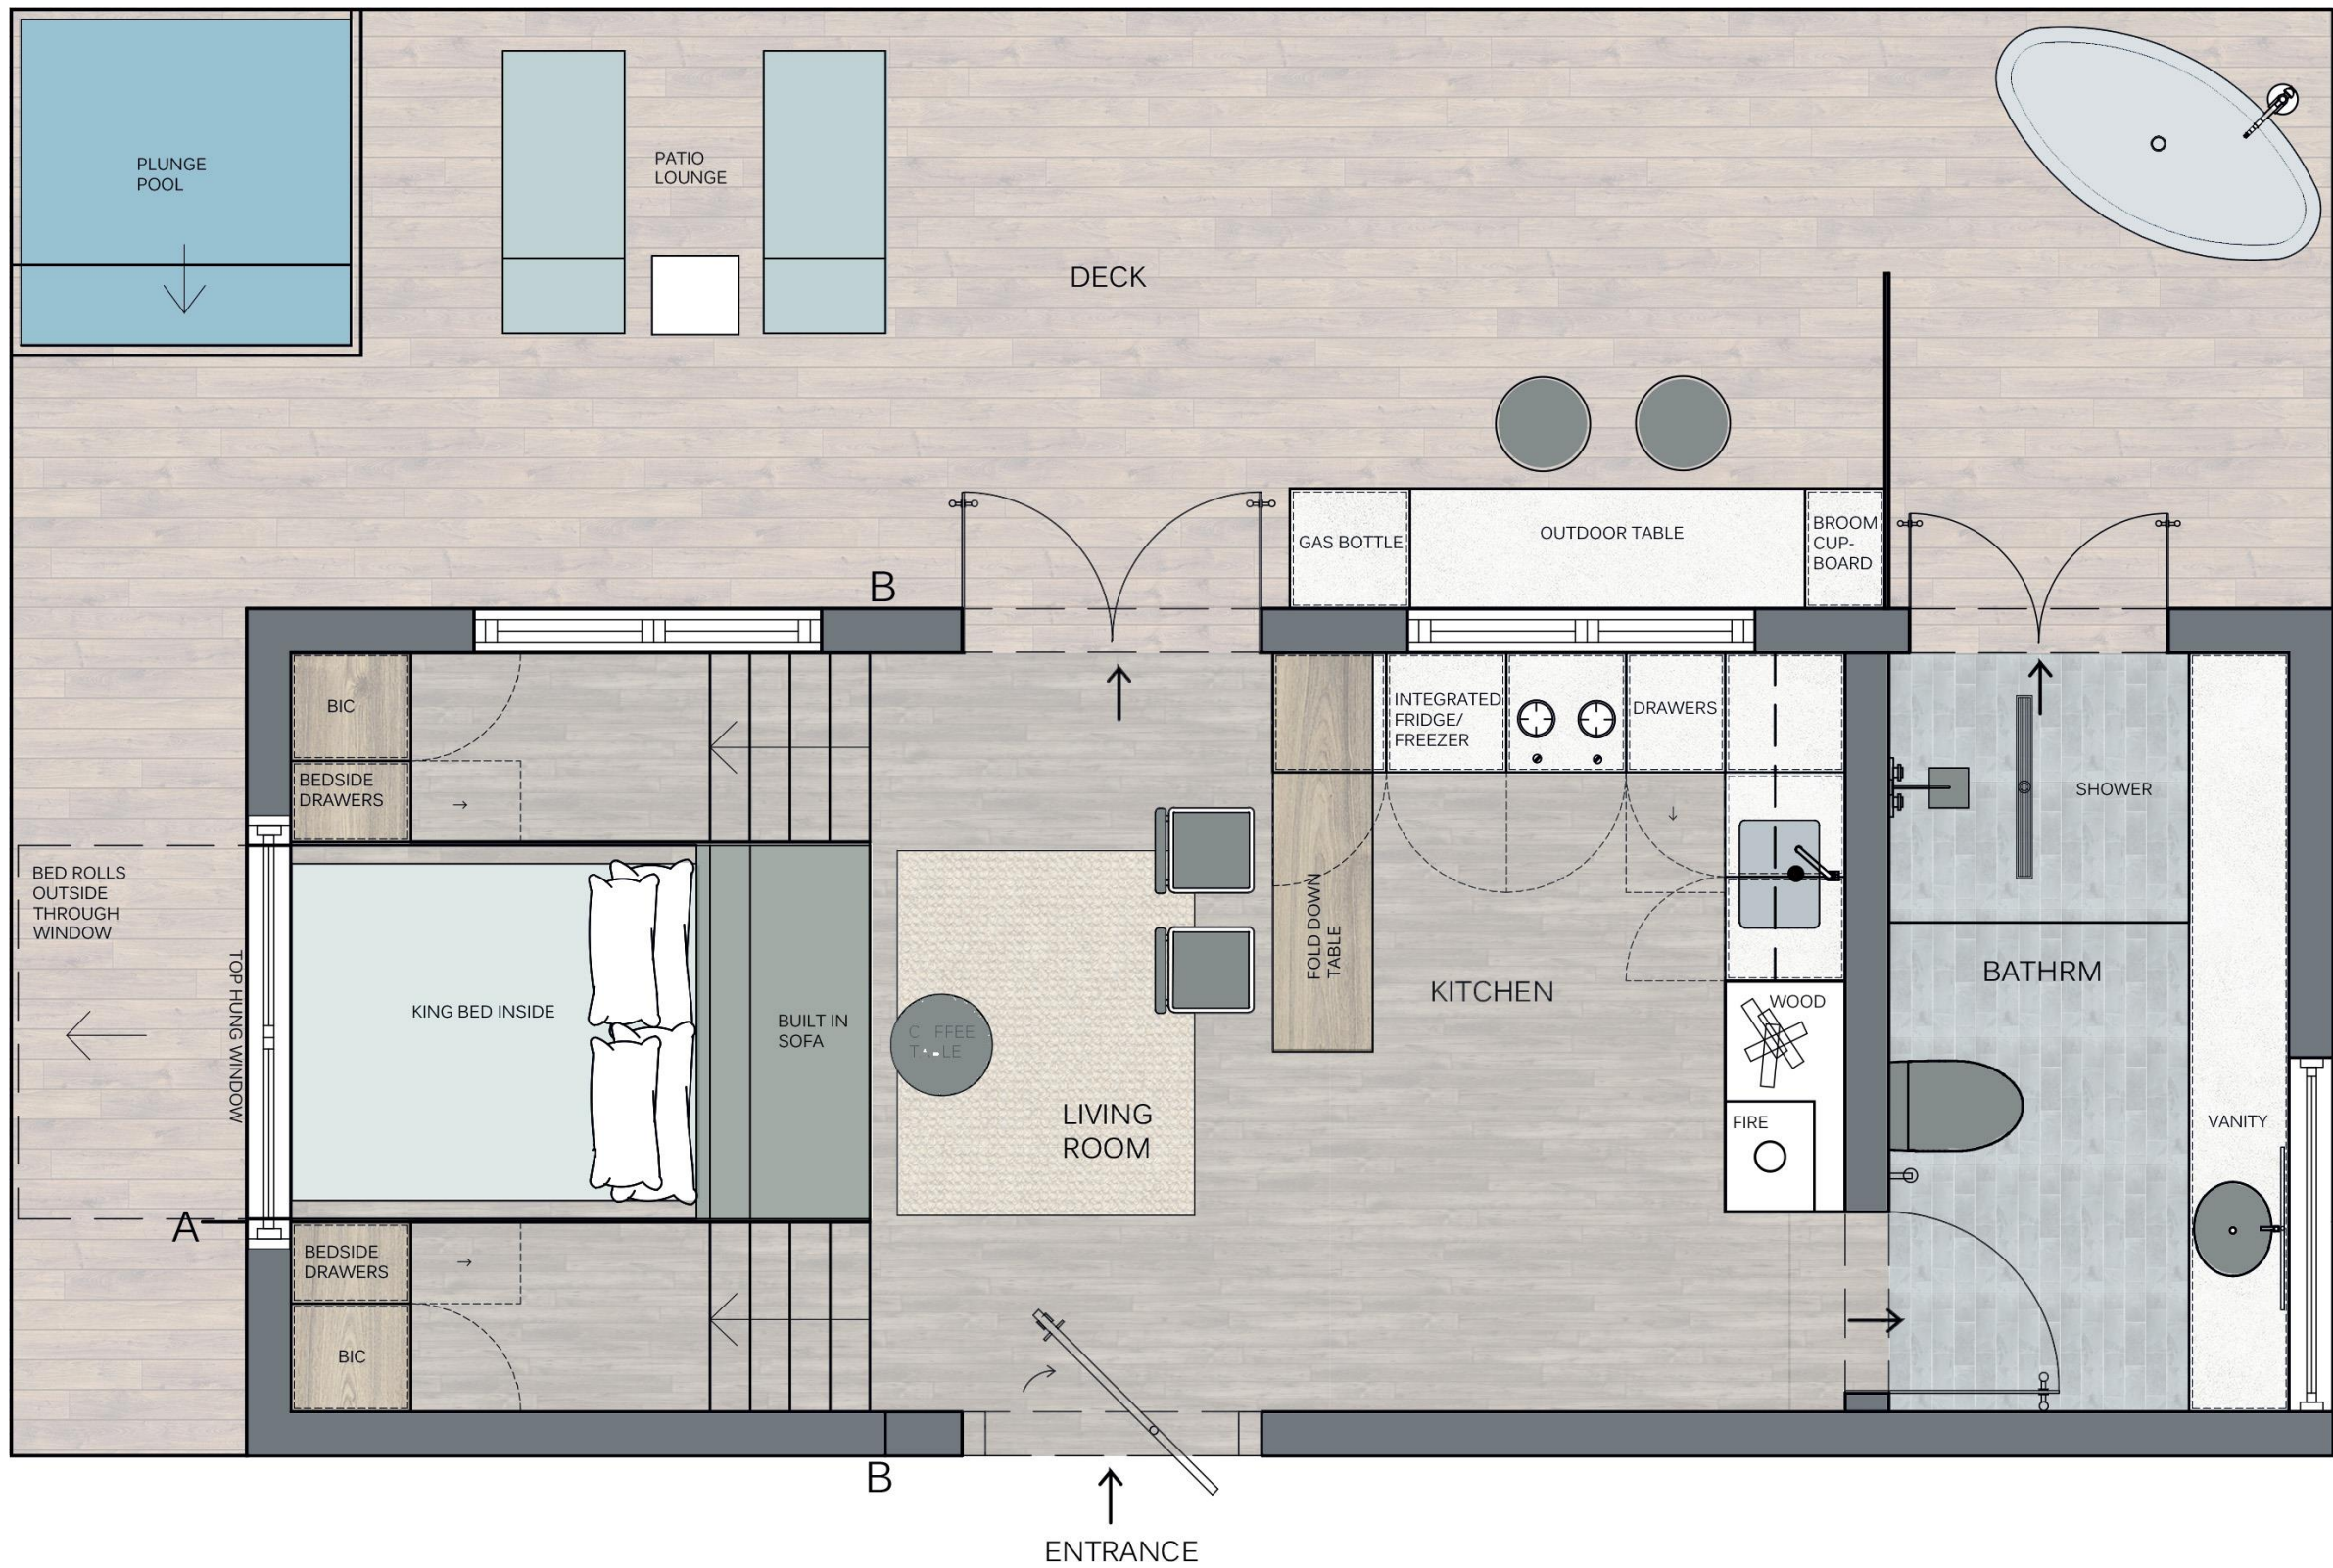 PLUNGE
POOL
PATIO
LOUNGE
DECK
GAS BOTTLE
OUTDOOR TABLE
BROOM
CUP-
BOARD
B
BIC
BEDSIDE
DRAWERS
INTEGRATED
FRIDGE/
FREEZER
DRAWERS
SHOWER
BED ROLLS
OUTSIDE
THROUGH
WINDOW
TOP HUNG WINDOW
KING BED INSIDE
BUILT IN
SOFA
C FFEE
T LE
LIVING
ROOM
FOLD DOWN
TABLE
KITCHEN
WOOD
FIRE
BATHRM
VANITY
A
BEDSIDE
DRAWERS
BIC
B
ENTRANCE